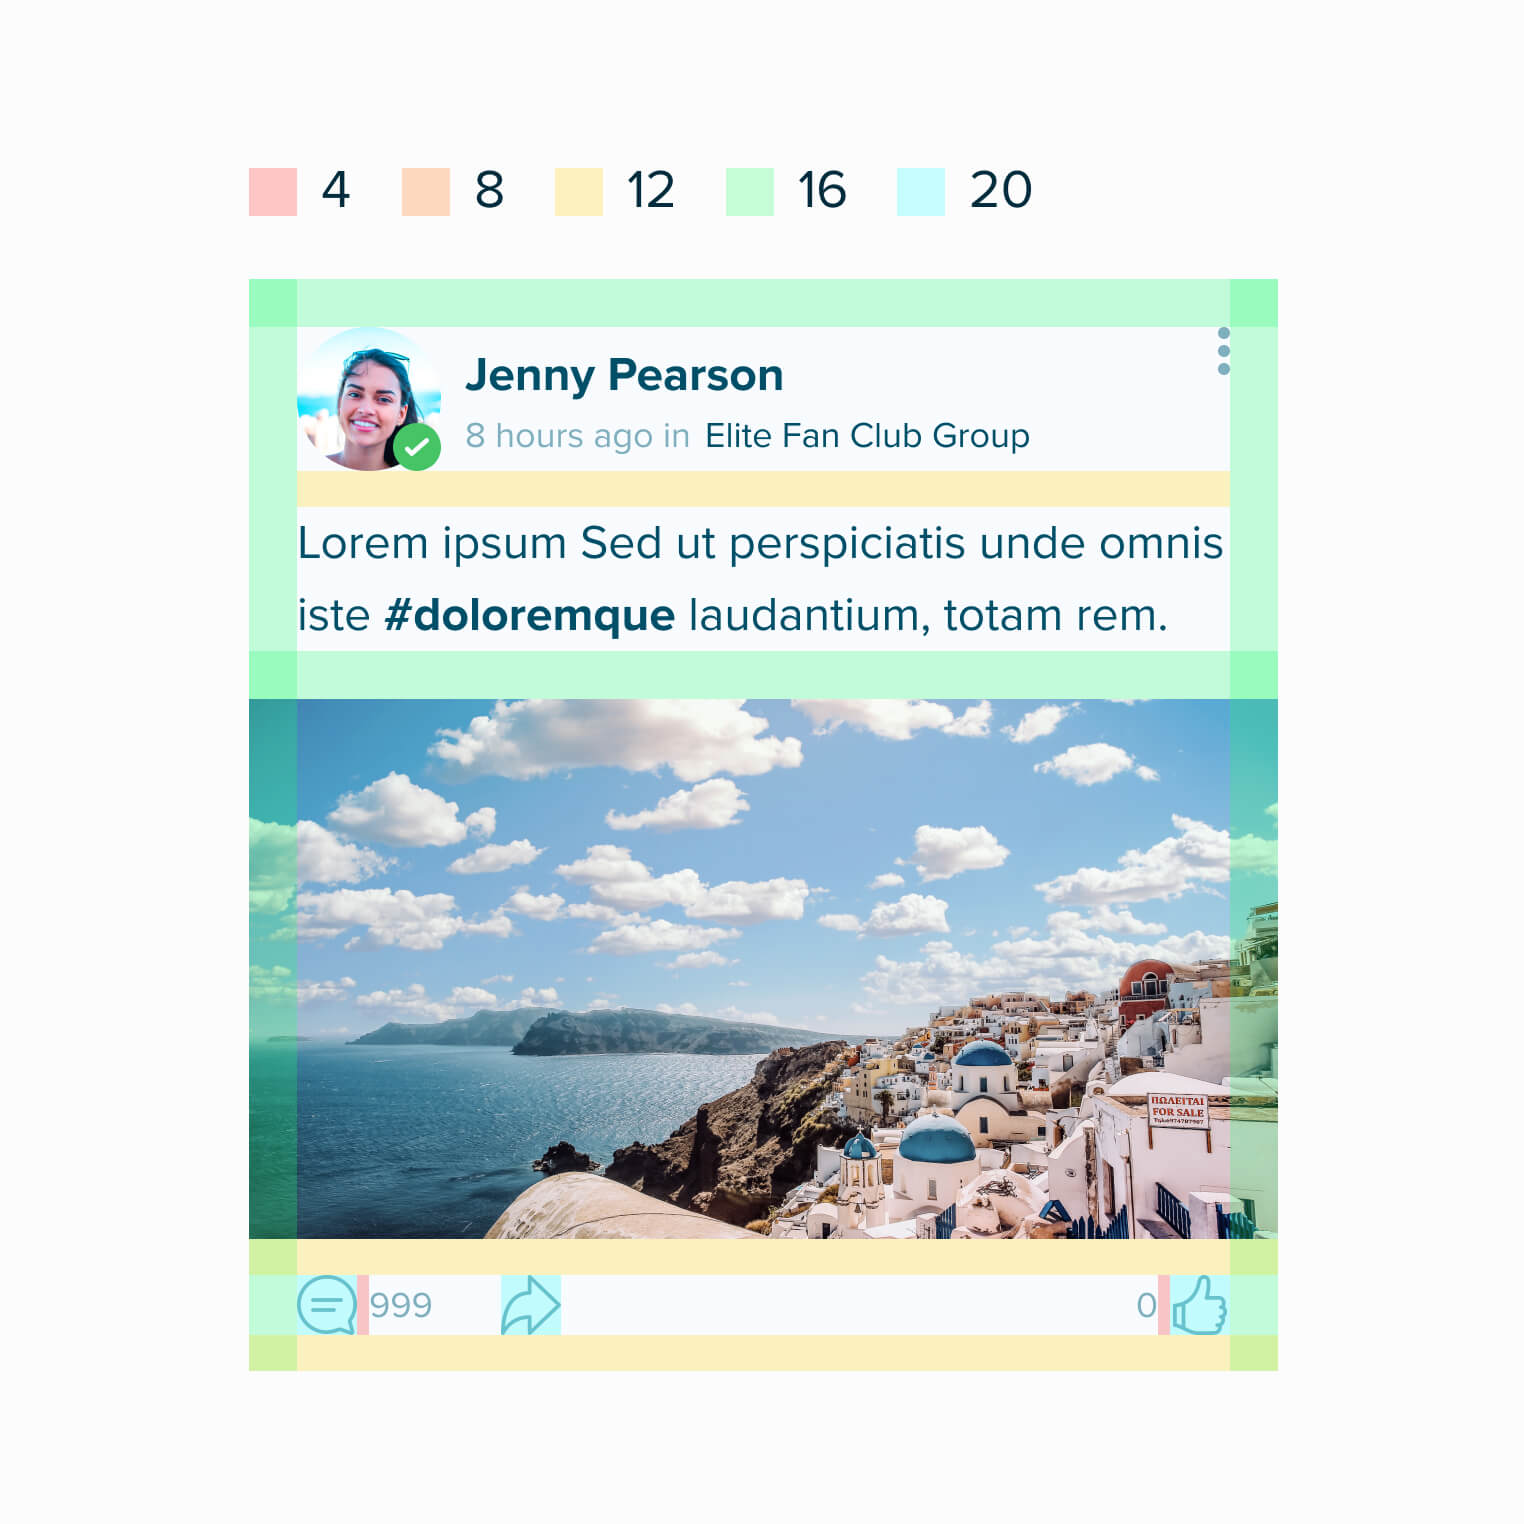 4 8 12 16 20
Jenny Pearson
8 hours ago in Elite Fan Club Group
Lorem ipsum Sed ut perspiciatis unde omnis
iste #doloremque laudantium, totam rem.
ΠΩΛΕΙΤΑΙ
FOR SALE
999 0